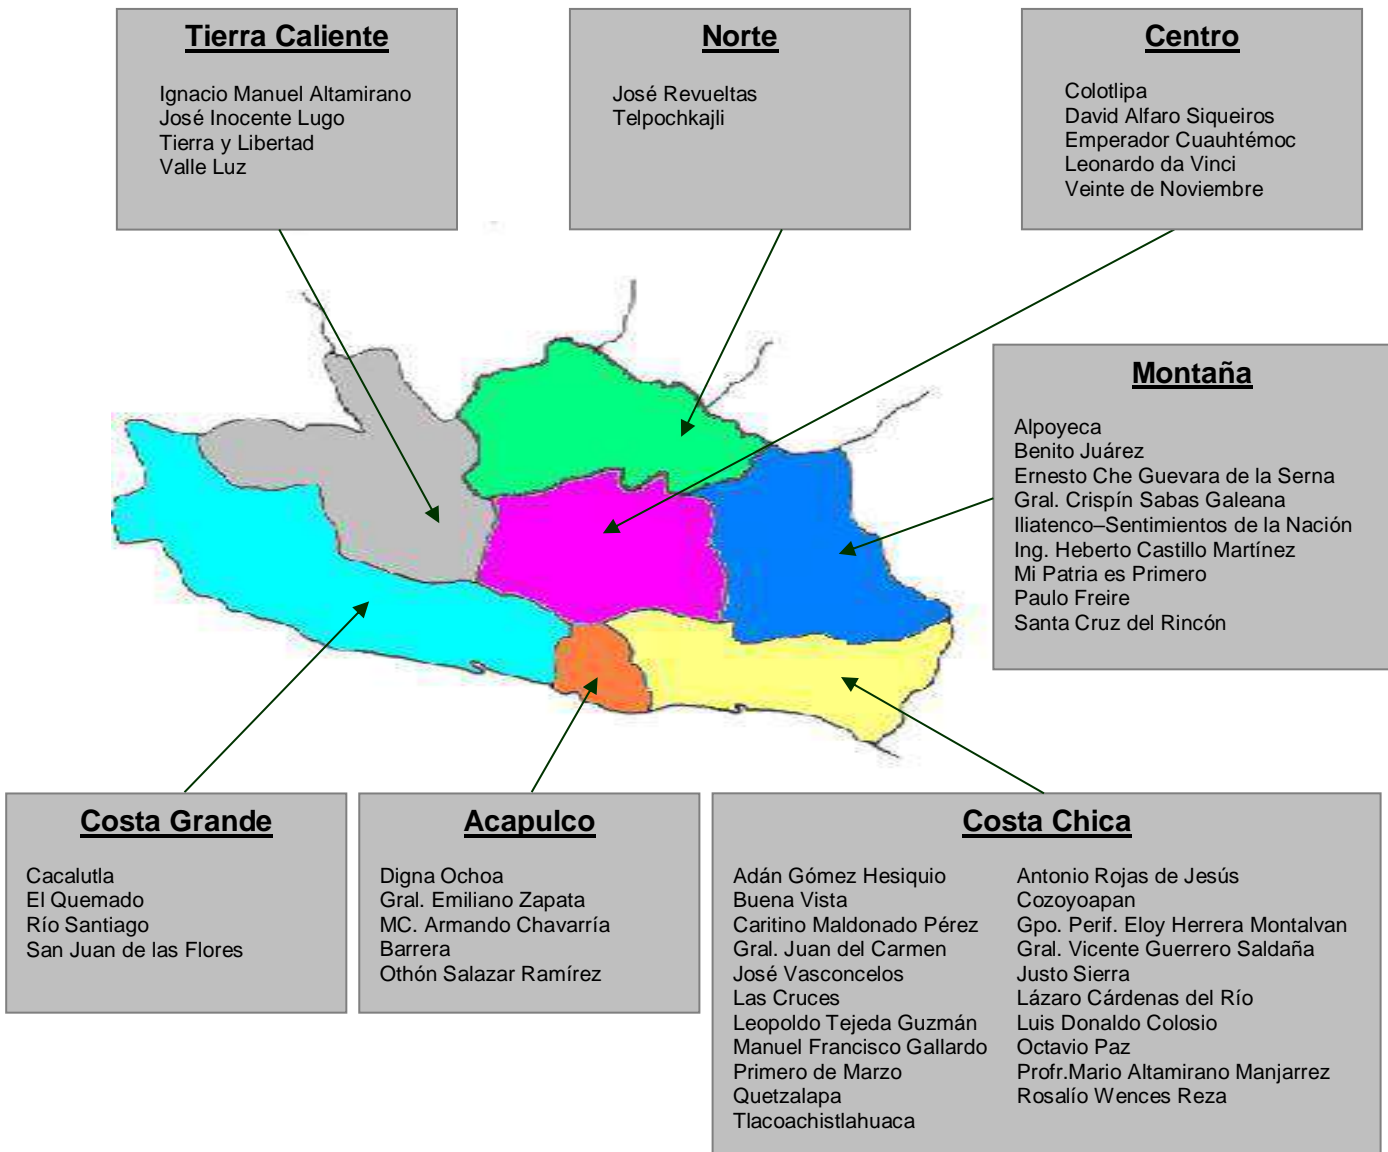 Tierra Caliente
Ignacio Manuel Altamirano
José Inocente Lugo
Tierra y Libertad
Valle Luz
Norte
José Revueltas
Telpochkajli
Centro
Colotlipa
David Alfaro Siqueiros
Emperador Cuauhtémoc
Leonardo da Vinci
Veinte de Noviembre
Montaña
Alpoyeca
Benito Juárez
Ernesto Che Guevara de la Serna
Gral. Crispín Sabas Galeana
Iliatenco–Sentimientos de la Nación
Ing. Heberto Castillo Martínez
Mi Patria es Primero
Paulo Freire
Santa Cruz del Rincón
Costa Grande
Cacalutla
El Quemado
Río Santiago
San Juan de las Flores
Acapulco
Digna Ochoa
Gral. Emiliano Zapata
MC. Armando Chavarría
Barrera
Othón Salazar Ramírez
Costa Chica
Adán Gómez Hesiquio
Buena Vista
Caritino Maldonado Pérez
Gral. Juan del Carmen
José Vasconcelos
Las Cruces
Leopoldo Tejeda Guzmán
Manuel Francisco Gallardo
Primero de Marzo
Quetzalapa
Tlacoachistlahuaca
Antonio Rojas de Jesús
Cozoyoapan
Gpo. Perif. Eloy Herrera Montalvan
Gral. Vicente Guerrero Saldaña
Justo Sierra
Lázaro Cárdenas del Río
Luis Donaldo Colosio
Octavio Paz
Profr.Mario Altamirano Manjarrez
Rosalío Wences Reza